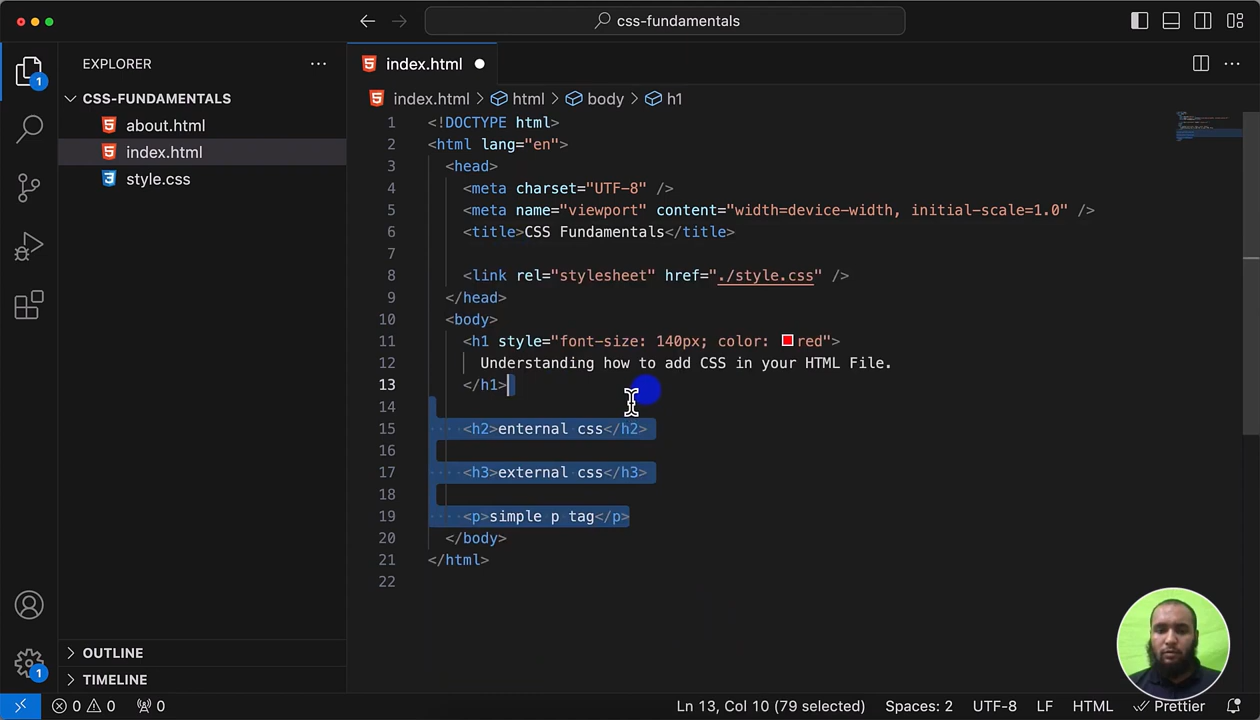 css-fundamentals
EXPLORER
index.html
1
CSS-FUNDAMENTALS
index.html > html > body > h1
about.html
index.html
style.css
1 <!DOCTYPE html>
2 <html lang="en">
3 <head>
4 <meta charset="UTF-8" />
5 <meta name="viewport" content="width=device-width, initial-scale=1.0" />
6 <title>CSS Fundamentals</title>
7
8 <link rel="stylesheet" href="./style.css" />
9 </head>
10 <body>
11 <h1 style="font-size: 140px; color: red">
12 Understanding how to add CSS in your HTML File.
13 </h1>
14
15 <h2>enternal css</h2>
16
17 <h3>external css</h3>
18
19 <p>simple p tag</p>
20 </body>
21 </html>
22
OUTLINE
1
TIMELINE
0 0 0
Ln 13, Col 10 (79 selected) Spaces: 2 UTF-8 LF HTML Prettier